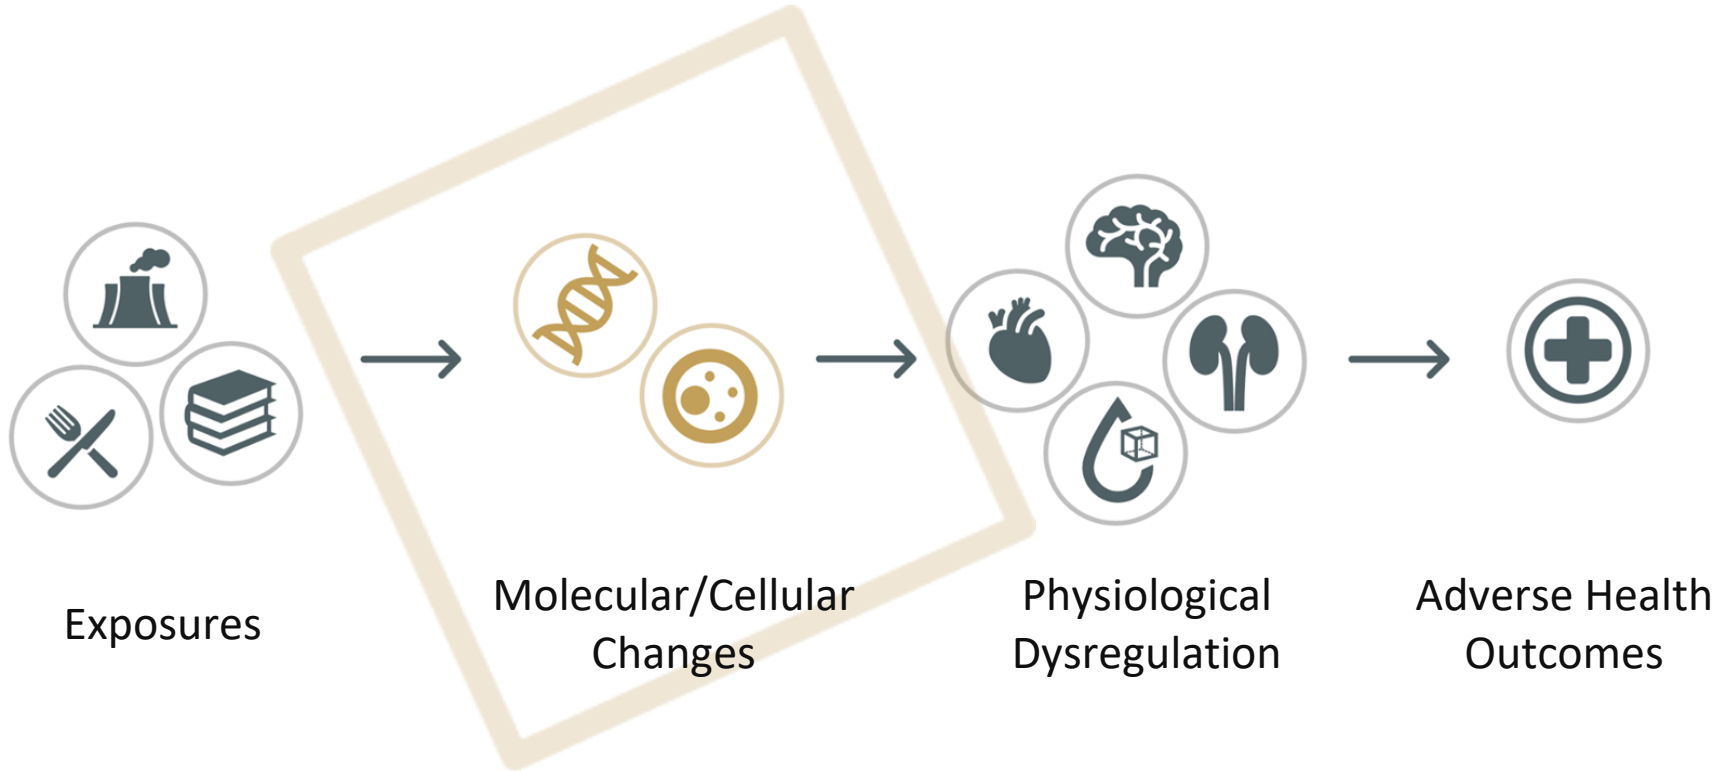 Exposures
Molecular/Cellular
Changes
Physiological
Dysregulation
Adverse Health
Outcomes